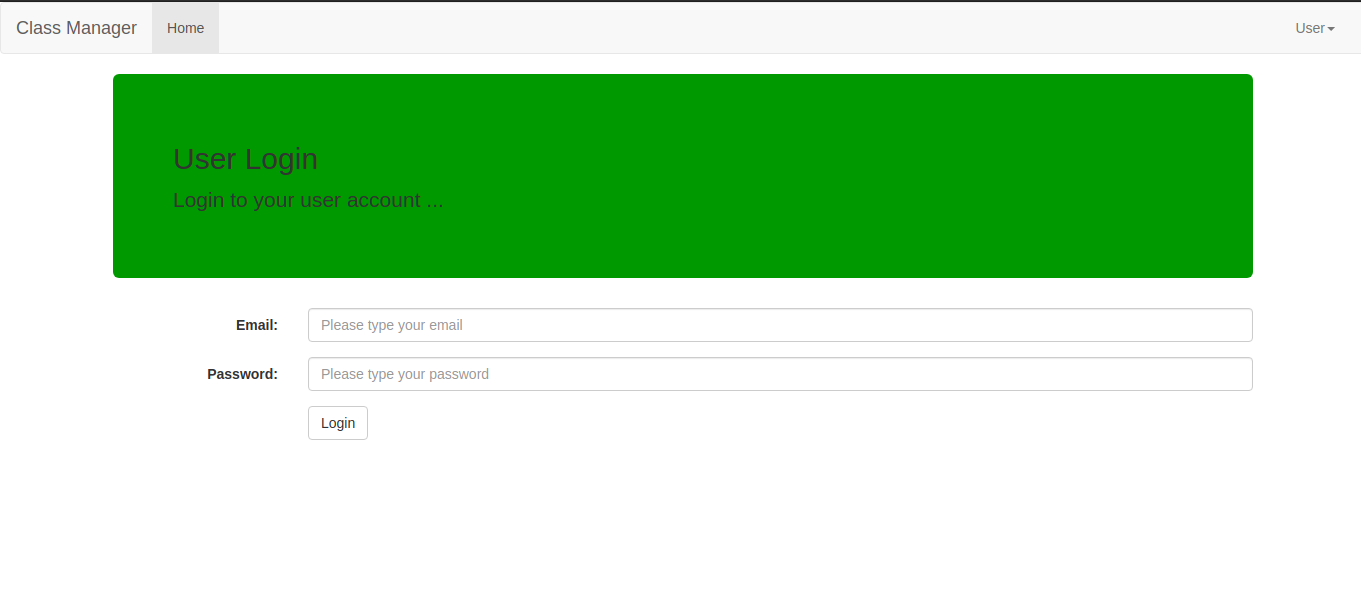 Class Manager Home User
User Login
Login to your user account ...
Email: Please type your email
Password: Please type your password
Login